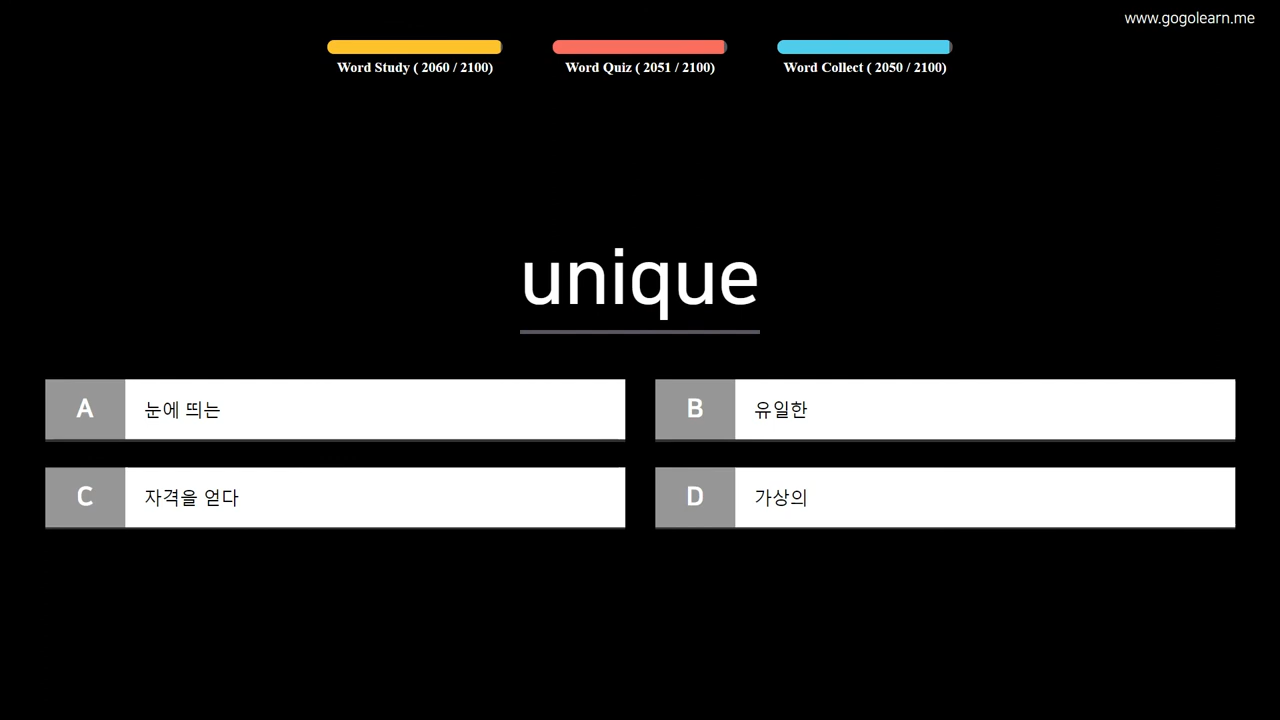 www.gogolearn.me
Word Study ( 2060 / 2100)
Word Quiz ( 2051 / 2100)
Word Collect ( 2050 / 2100)
unique
A 눈에 띄는
B 유일한
C 자격을 얻다
D 가상의